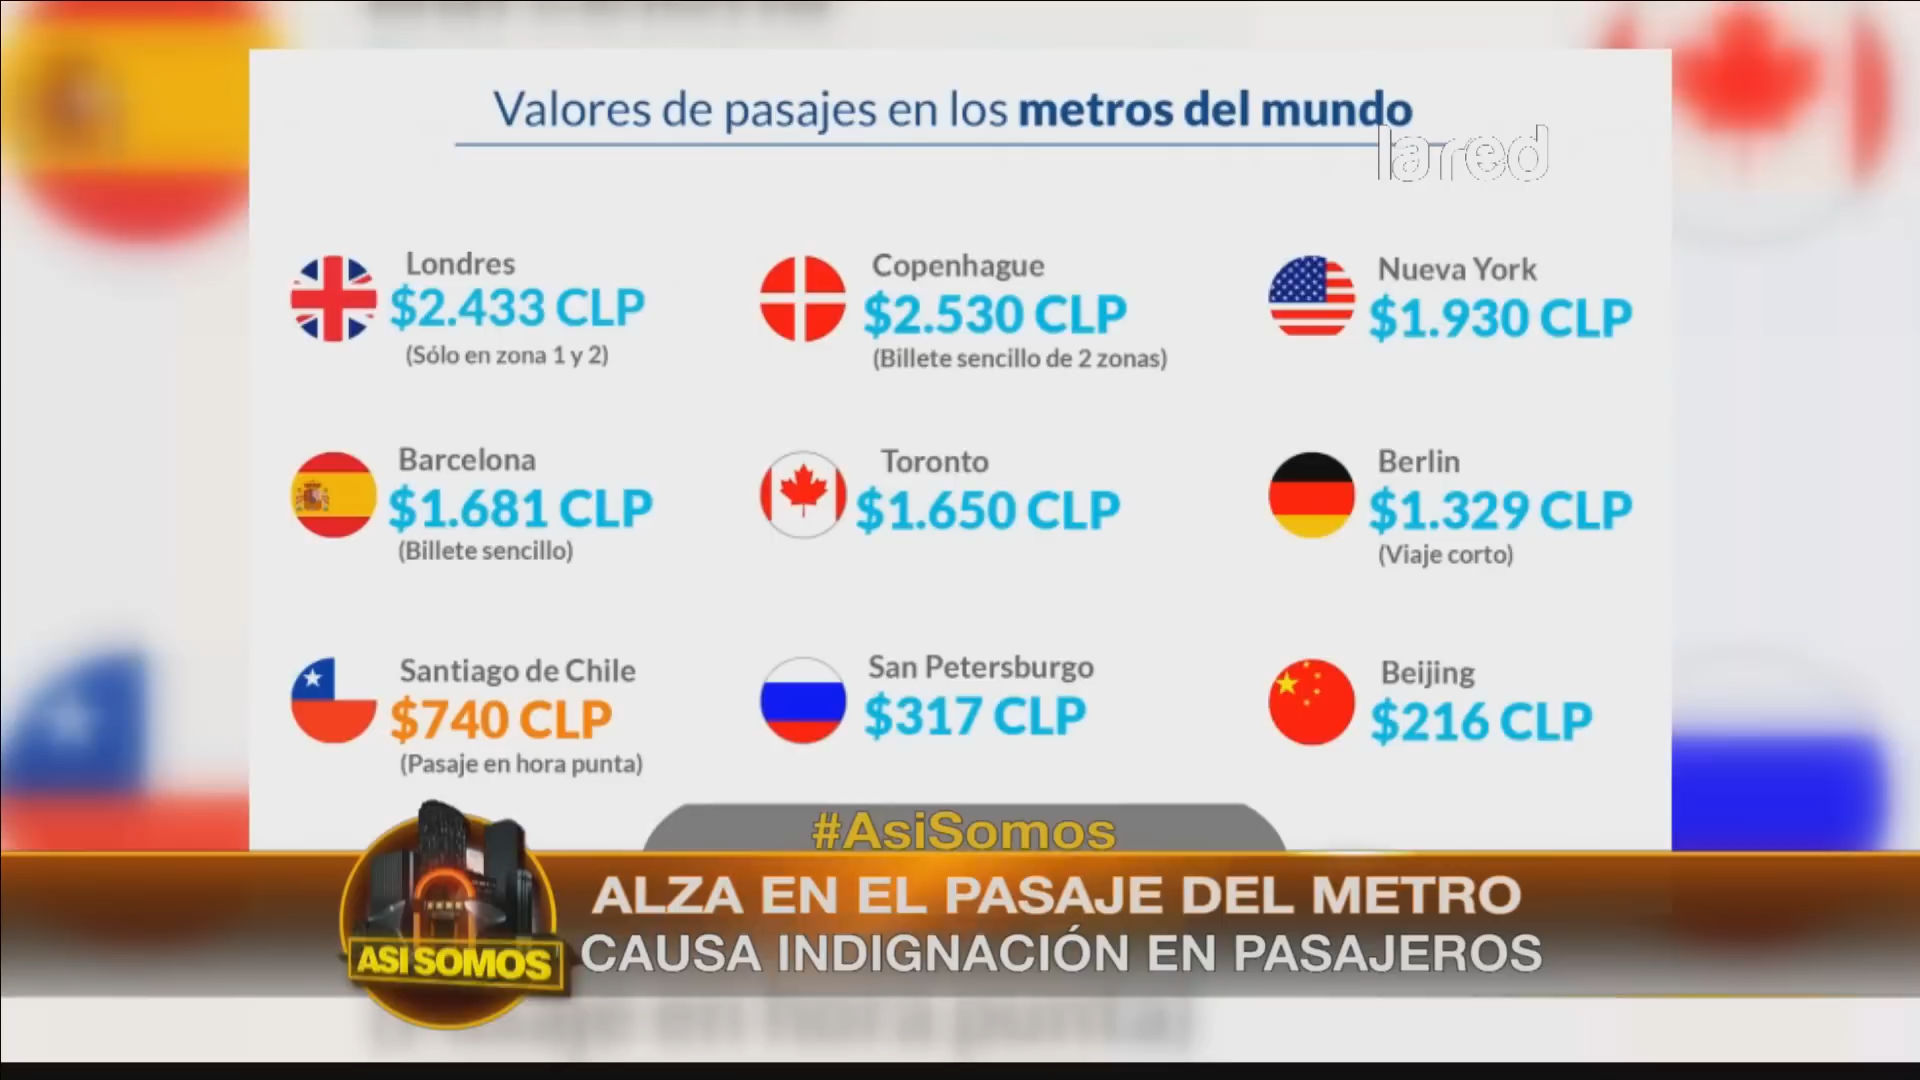 Valores de pasajes en los metros del mundo
lared
Londres
$2.433 CLP
(Sólo en zona 1 y 2)
Copenhague
$2.530 CLP
(Billete sencillo de 2 zonas)
Nueva York
$1.930 CLP
Barcelona
$1.681 CLP
(Billete sencillo)
Toronto
$1.650 CLP
Berlin
$1.329 CLP
(Viaje corto)
Santiago de Chile
$740 CLP
(Pasaje en hora punta)
San Petersburgo
$317 CLP
Beijing
$216 CLP
#AsiSomos
ALZA EN EL PASAJE DEL METRO
CAUSA INDIGNACIÓN EN PASAJEROS
ASI SOMOS
(Pasaje en hora punta)